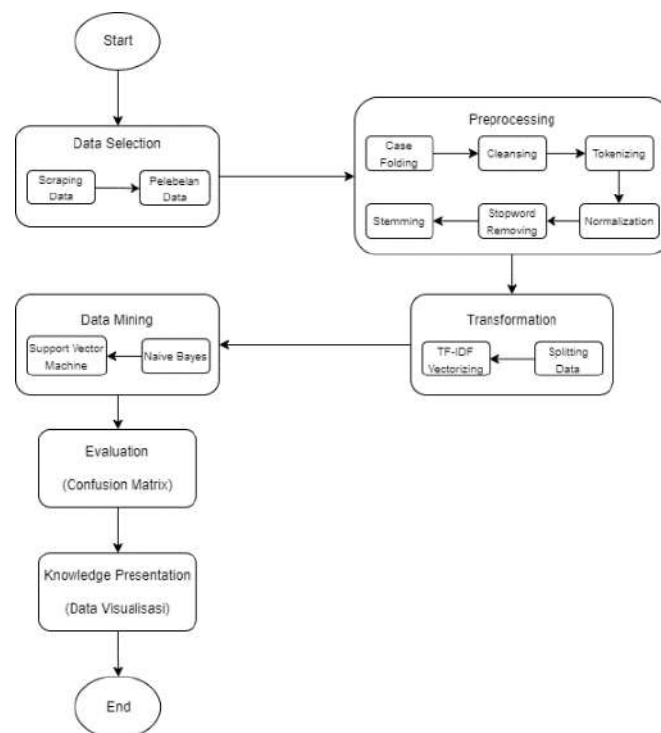 Start
Data Selection
Scraping
Data
Pelebelan
Data
Preprocessing
Case
Folding
Cleansing
Tokenizing
Normalization
Stopword
Removing
Stemming
Transformation
Splitting
Data
TF-IDF
Vectorizing
Data Mining
Naive Bayes
Support Vector
Machine
Evaluation
(Confusion Matrix)
Knowledge Presentation
(Data Visualisasi)
End